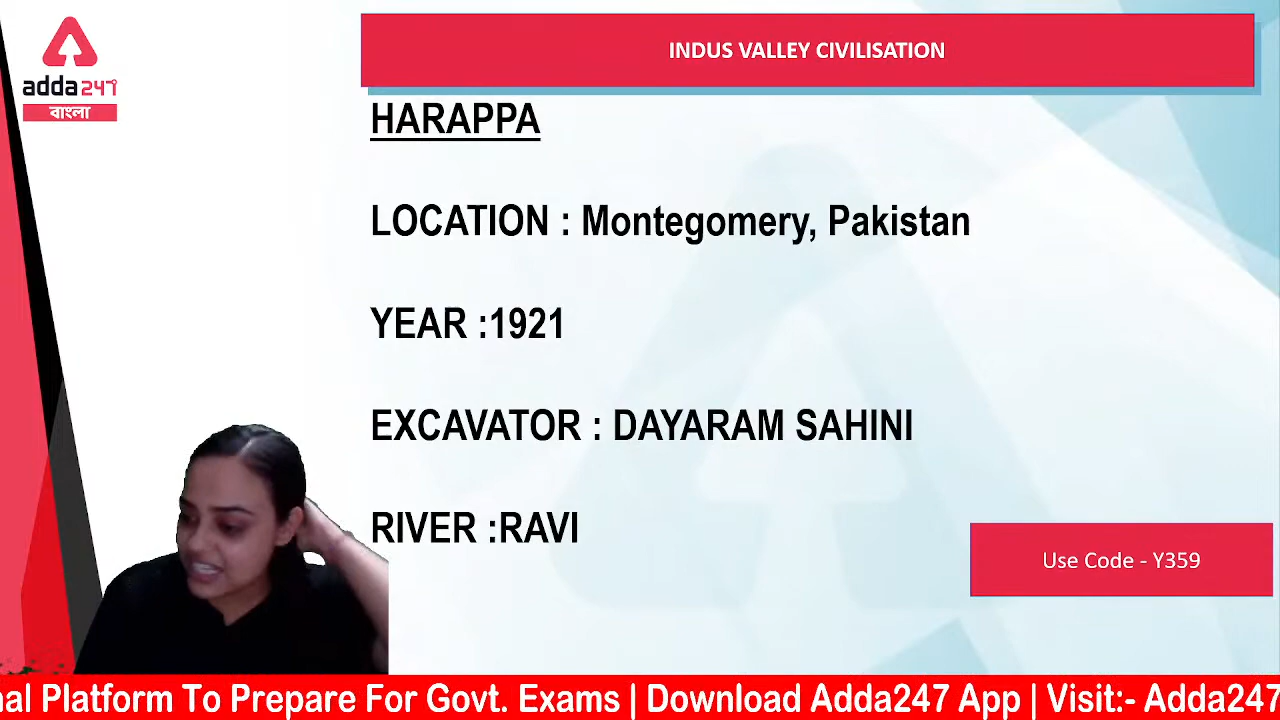 adda247
বাংলা
INDUS VALLEY CIVILISATION
HARAPPA
LOCATION : Montegomery, Pakistan
YEAR :1921
EXCAVATOR : DAYARAM SAHINI
RIVER :RAVI
Use Code - Y359
nal Platform To Prepare For Govt. Exams | Download Adda247 App | Visit:- Adda247